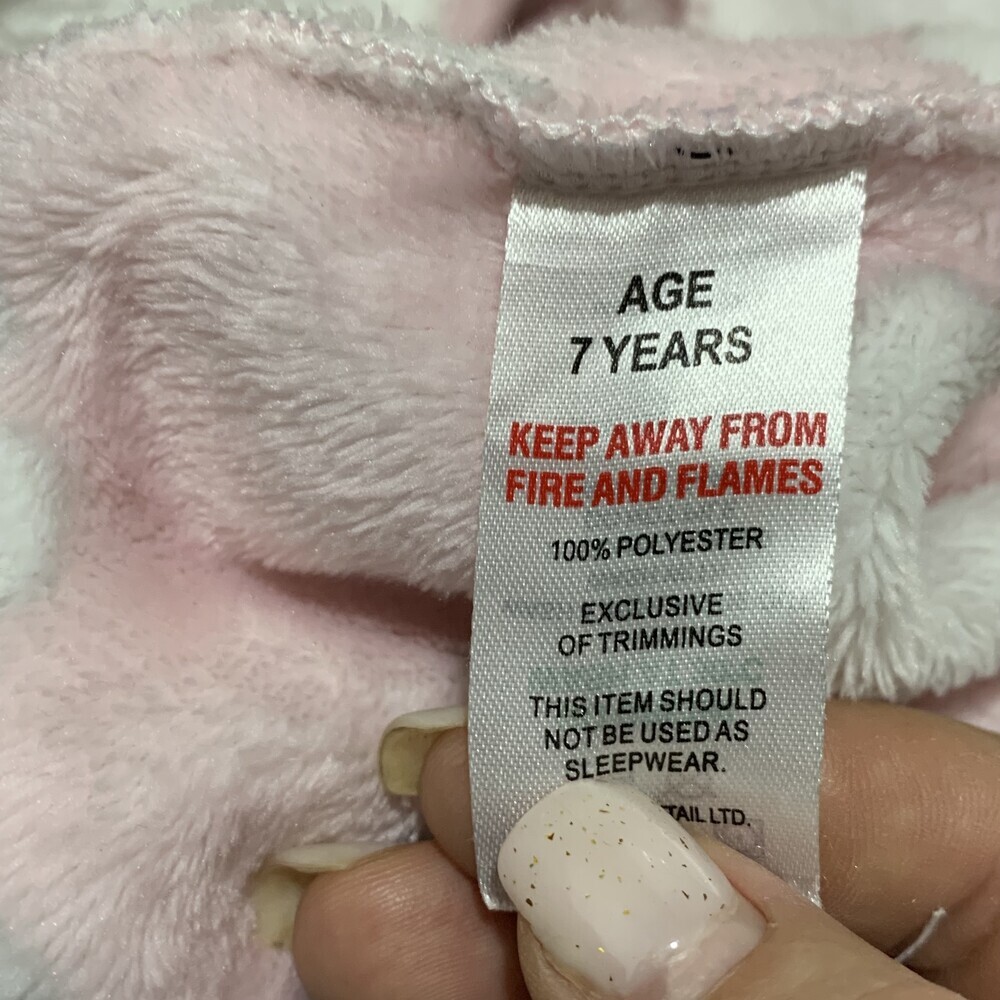 AGE
7 YEARS
KEEP AWAY FROM
FIRE AND FLAMES
100% POLYESTER
EXCLUSIVE
OF TRIMMINGS
THIS ITEM SHOULD
NOT BE USED AS
SLEEPWEAR.
LTD.